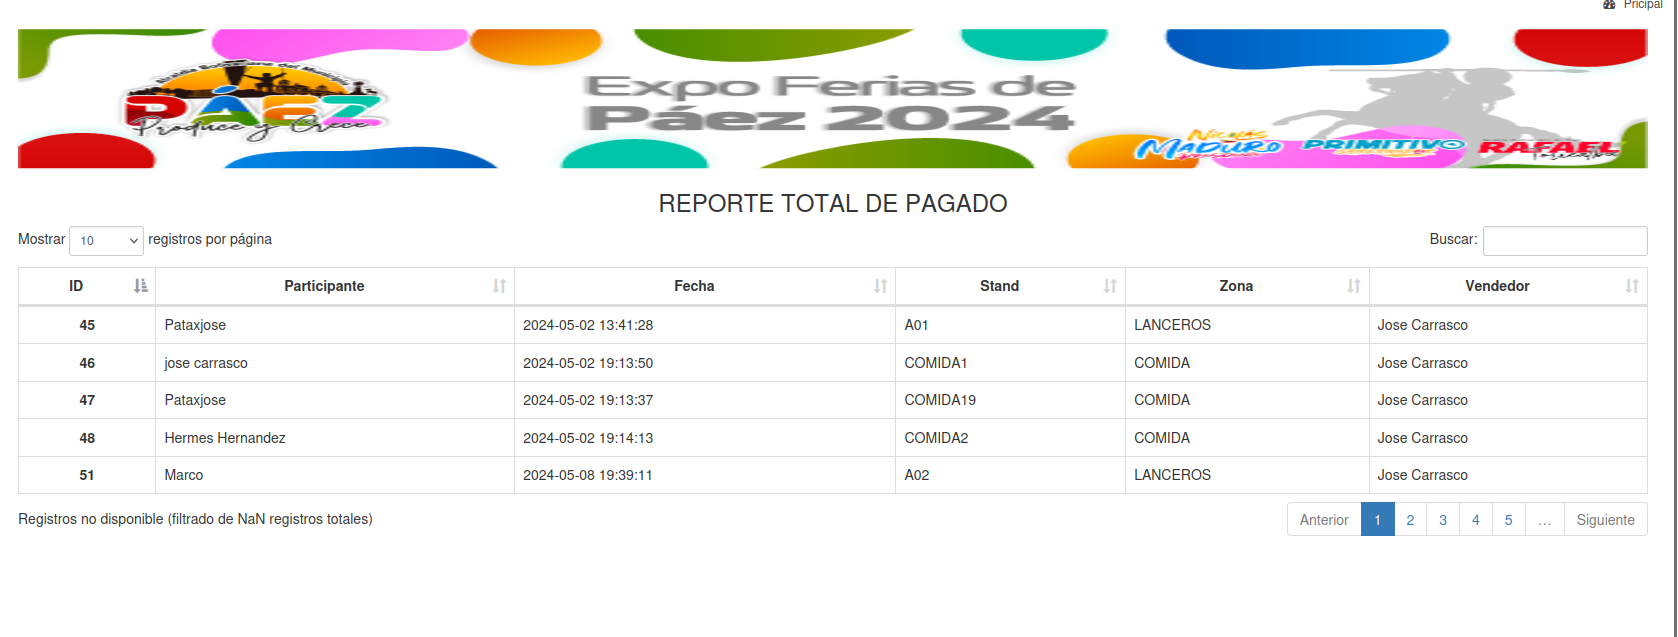 Pricipal
Alcaldía Bolivariana del Municipio
PÁEZ
Produce y Crece
Expo Ferias de
Páez 2024
Nicolás
MADURO
PRIMITIVO
RAFAEL
Torrealba
REPORTE TOTAL DE PAGADO
Mostrar 10 registros por página
Buscar:
ID Participante Fecha Stand Zona Vendedor
45 Pataxjose 2024-05-02 13:41:28 A01 LANCEROS Jose Carrasco
46 jose carrasco 2024-05-02 19:13:50 COMIDA1 COMIDA Jose Carrasco
47 Pataxjose 2024-05-02 19:13:37 COMIDA19 COMIDA Jose Carrasco
48 Hermes Hernandez 2024-05-02 19:14:13 COMIDA2 COMIDA Jose Carrasco
51 Marco 2024-05-08 19:39:11 A02 LANCEROS Jose Carrasco
Registros no disponible (filtrado de NaN registros totales)
Anterior 1 2 3 4 5 … Siguiente